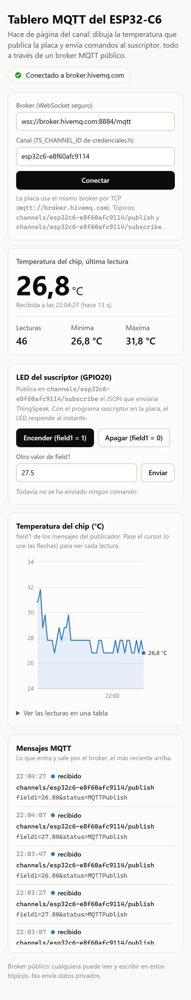 Tablero MQTT del ESP32-C6
Hace de página del canal: dibuja la temperatura que
publica la placa y envía comandos al suscriptor, todo
a través de un broker MQTT público.
Conectado a broker.hivemq.com
Broker (WebSocket seguro)
wss://broker.hivemq.com:8884/mqtt
Canal (TS_CHANNEL_ID de credenciales.h)
esp32c6-e8f60afc9114
Conectar
La placa usa el mismo broker por TCP
(mqtt://broker.hivemq.com). Tópicos:
channels/esp32c6-e8f60afc9114/publish y
channels/esp32c6-e8f60afc9114/subscribe.
Temperatura del chip, última lectura
26,8 °C
Recibida a las 22:04:27 (hace 13 s).
Lecturas Mínima Máxima
46 26,8 °C 31,8 °C
LED del suscriptor (GPIO20)
Publica en channels/esp32c6-
e8f60afc9114/subscribe el JSON que enviaría
ThingSpeak. Con el programa suscriptor en la placa, el
LED responde al instante.
Encender (field1 = 1) Apagar (field1 = 0)
Otro valor de field1
27.5 Enviar
Todavía no se ha enviado ningún comando.
Temperatura del chip (°C)
field1 de los mensajes del publicador. Pase el cursor (o
use las flechas) para ver cada lectura.
34
32
30
28
26,8 °C
26
24
22:00
Ver las lecturas en una tabla
Mensajes MQTT
Lo que entra y sale por el broker, el más reciente arriba.
22:04:27 recibido
channels/esp32c6-e8f60afc9114/publish
field1=26.80&status=MQTTPublish
22:04:07 recibido
channels/esp32c6-e8f60afc9114/publish
field1=27.80&status=MQTTPublish
22:03:47 recibido
channels/esp32c6-e8f60afc9114/publish
field1=26.80&status=MQTTPublish
22:03:27 recibido
channels/esp32c6-e8f60afc9114/publish
field1=27.80&status=MQTTPublish
22:03:07 recibido
channels/esp32c6-e8f60afc9114/publish
Broker público: cualquiera puede leer y escribir en estos
tópicos. No envíe datos privados.